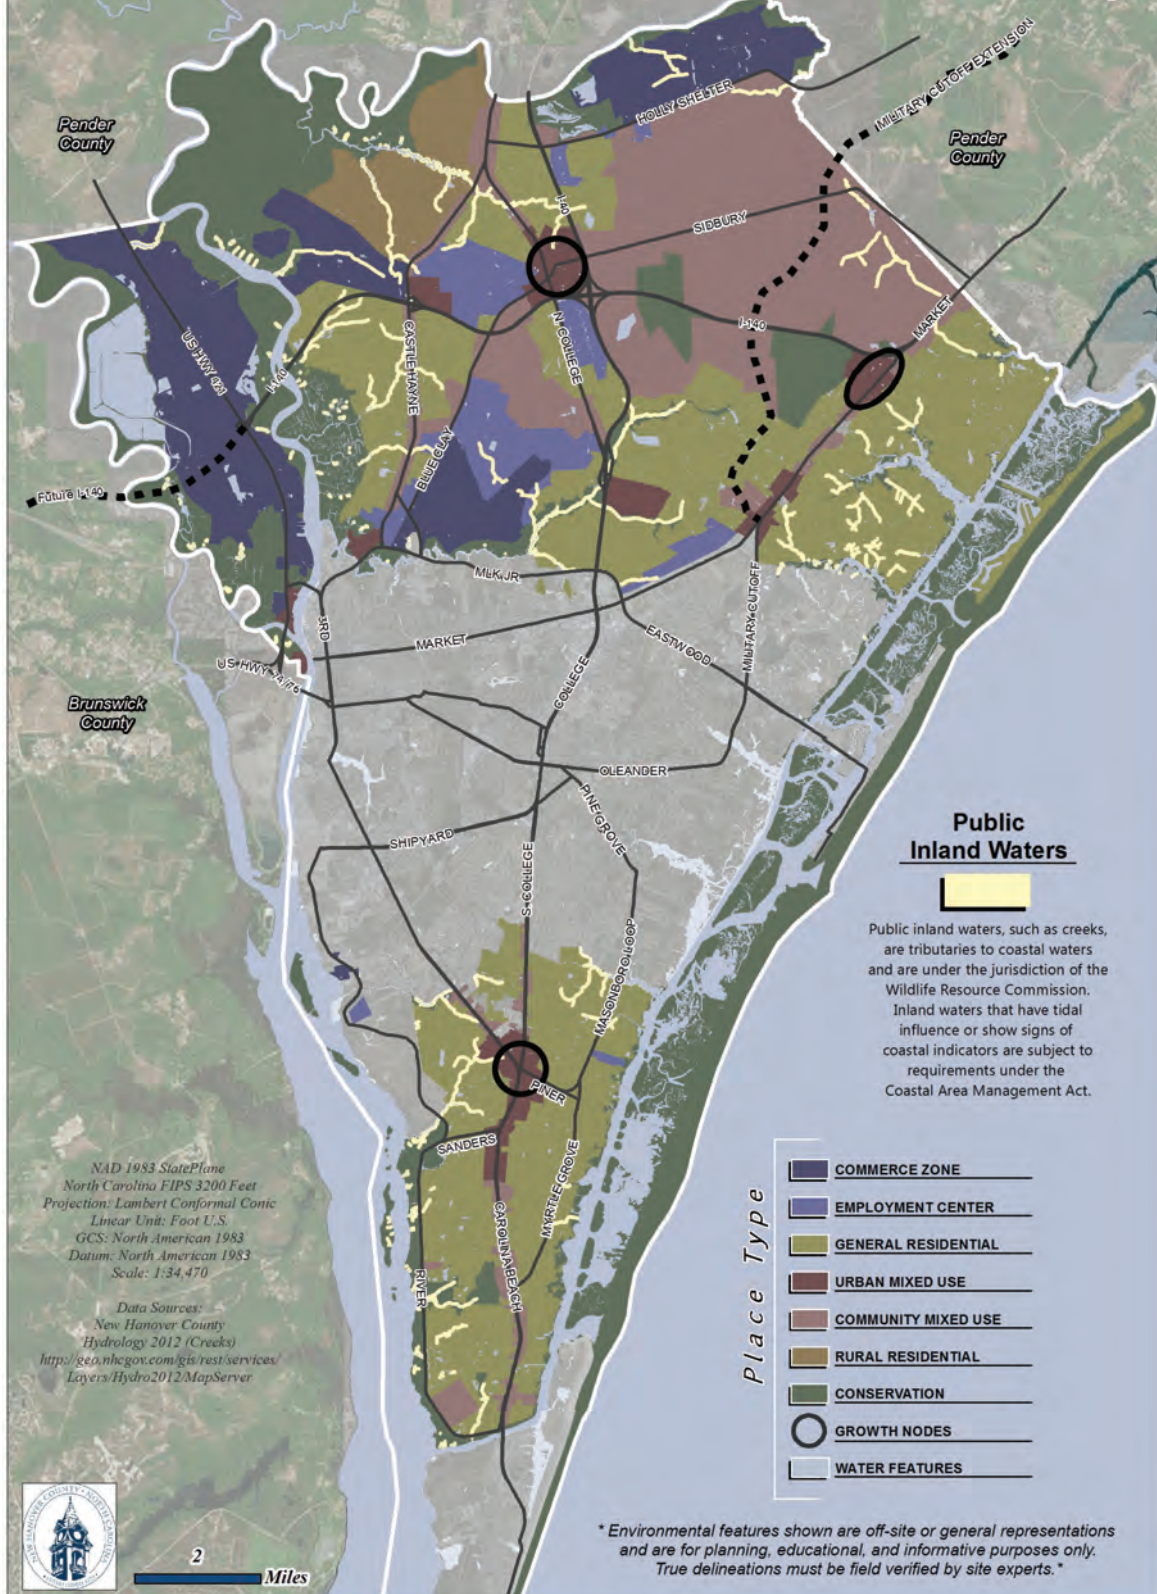 MILITARY CUTOFF EXTENSION
HOLLY SHELTER
Pender
County
Pender
County
I-40
SIDBURY
US HWY 421
CASTLE HAYNE
N. COLLEGE
I-140
MARKET
I-140
BLUE CLAY
Future I-140
MLK JR
3RD
MARKET
EASTWOOD
MILITARY CUTOFF
US HWY 74/76
COLLEGE
Brunswick
County
OLEANDER
PINE GROVE
SHIPYARD
S. COLLEGE
MASONBORO LOOP
Public
Inland Waters
Public inland waters, such as creeks,
are tributaries to coastal waters
and are under the jurisdiction of the
Wildlife Resource Commission.
Inland waters that have tidal
influence or show signs of
coastal indicators are subject to
requirements under the
Coastal Area Management Act.
PINER
SANDERS
MYRTLE GROVE
CAROLINA BEACH
RIVER
NAD 1983 StatePlane
North Carolina FIPS 3200 Feet
Projection: Lambert Conformal Conic
Linear Unit: Foot U.S.
GCS: North American 1983
Datum: North American 1983
Scale: 1:34,470
Data Sources:
New Hanover County
Hydrology 2012 (Creeks)
http://geo.nhcgov.com/gis/rest/services/
Layers/Hydro2012/MapServer
Place Type
COMMERCE ZONE
EMPLOYMENT CENTER
GENERAL RESIDENTIAL
URBAN MIXED USE
COMMUNITY MIXED USE
RURAL RESIDENTIAL
CONSERVATION
GROWTH NODES
WATER FEATURES
NEW HANOVER COUNTY • NORTH CAROLINA
2
Miles
* Environmental features shown are off-site or general representations
and are for planning, educational, and informative purposes only.
True delineations must be field verified by site experts.*